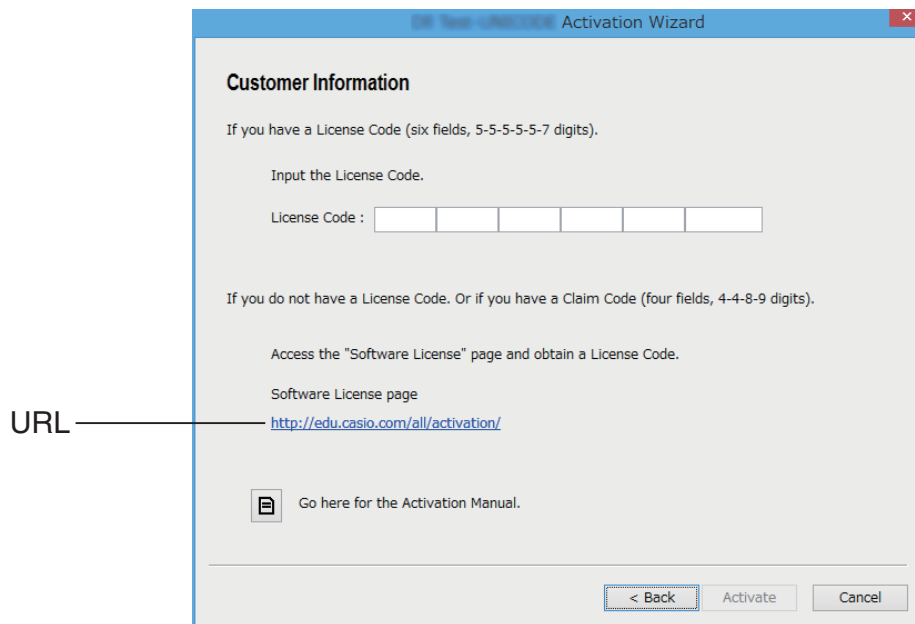 Activation Wizard
Customer Information
If you have a License Code (six fields, 5-5-5-5-5-7 digits).
Input the License Code.
License Code :
If you do not have a License Code. Or if you have a Claim Code (four fields, 4-4-8-9 digits).
Access the "Software License" page and obtain a License Code.
Software License page
URL
http://edu.casio.com/all/activation/
Go here for the Activation Manual.
< Back
Activate
Cancel